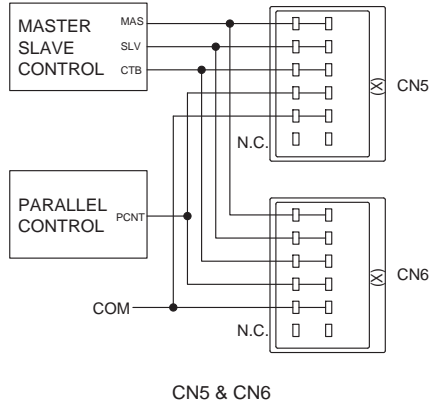 MASTER
SLAVE
CONTROL
MAS
SLV
CTB
(X)
CN5
N.C.
PARALLEL
CONTROL
PCNT
(X)
CN6
COM
N.C.
CN5 & CN6